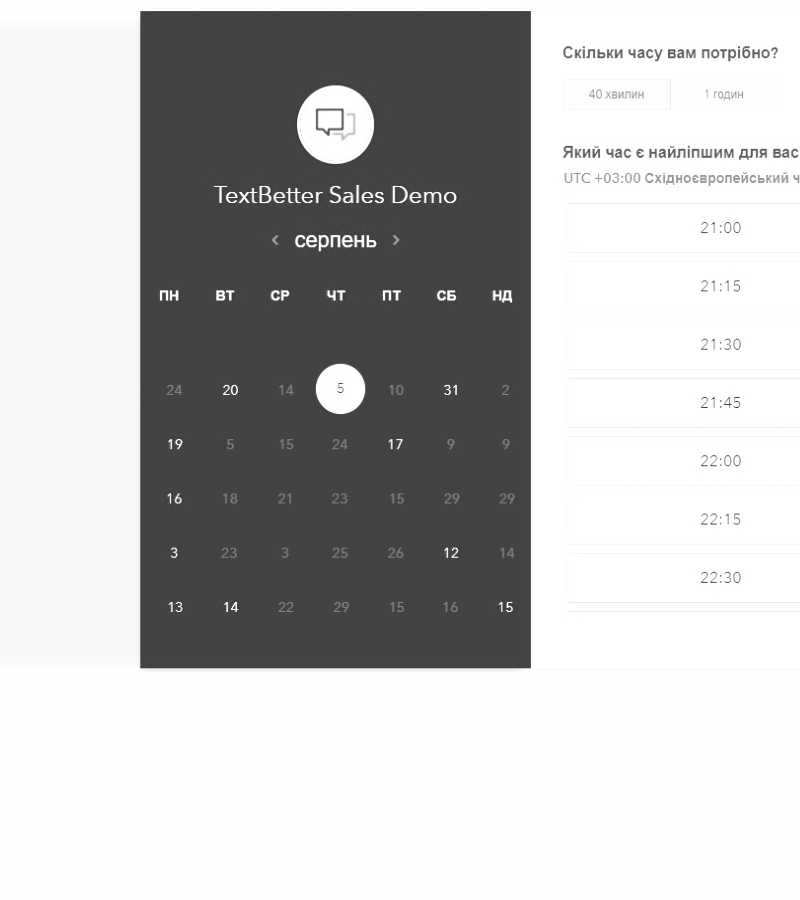 TextBetter Sales Demo
серпень
ПН ВТ СР ЧТ ПТ СБ НД
24 20 14 5 10 31 2
19 5 15 24 17 9 9
16 18 21 23 15 29 29
3 23 3 25 26 12 14
13 14 22 29 15 16 15
Скільки часу вам потрібно?
40 хвилин 1 годин
Який час є найліпшим для вас
UTC +03:00 Східноєвропейський ч
21:00
21:15
21:30
21:45
22:00
22:15
22:30